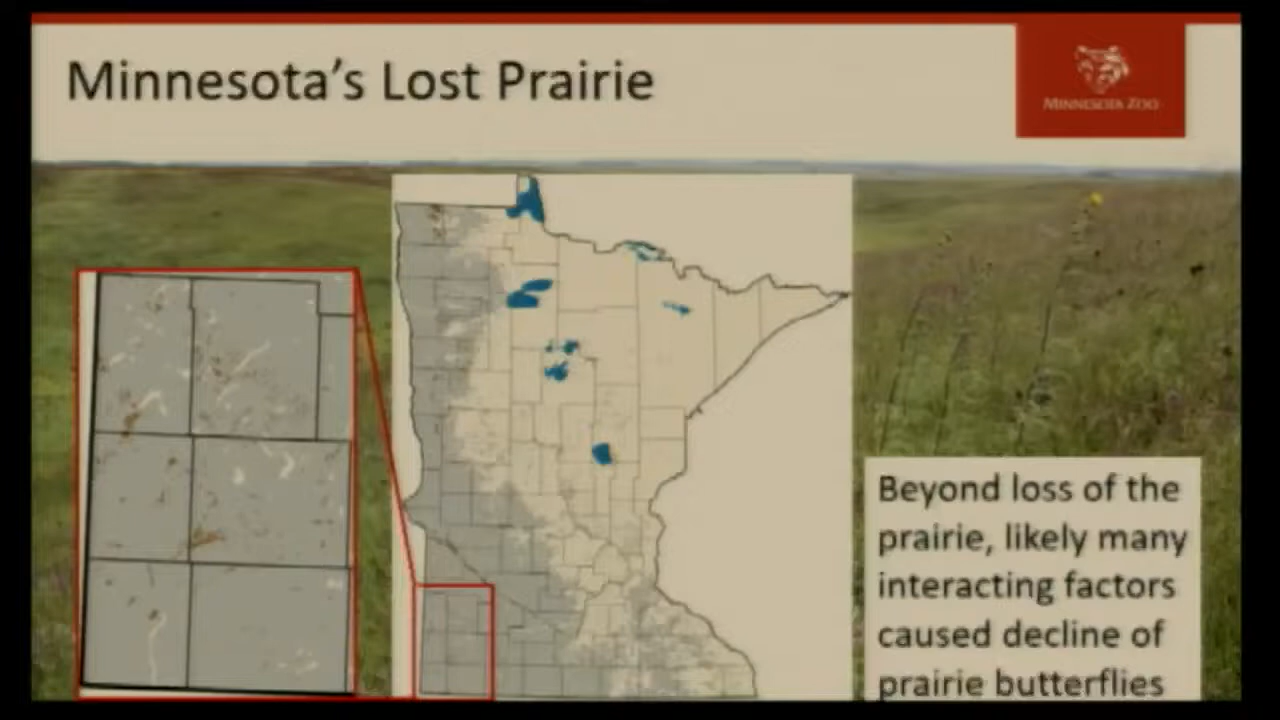 Minnesota's Lost Prairie
MINNESOTA ZOO
Beyond loss of the
prairie, likely many
interacting factors
caused decline of
prairie butterflies